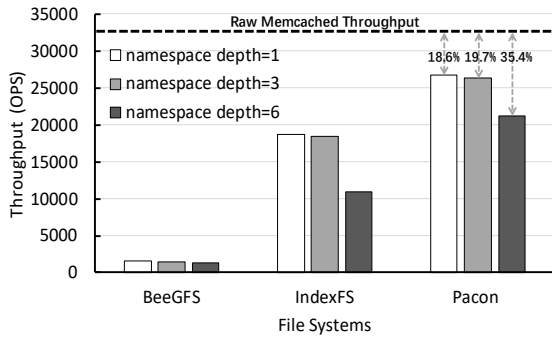 Raw Memcached Throughput
35000
30000
25000
20000
15000
10000
5000
0
Throughput (OPS)
namespace depth=1
namespace depth=3
namespace depth=6
18.6% 19.7% 35.4%
BeeGFS IndexFS Pacon
File Systems